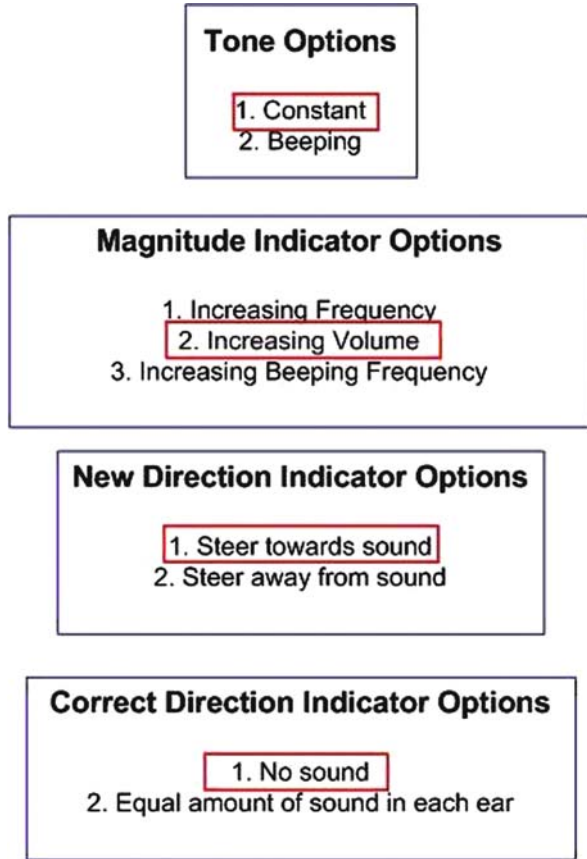 Tone Options
1. Constant
2. Beeping
Magnitude Indicator Options
1. Increasing Frequency
2. Increasing Volume
3. Increasing Beeping Frequency
New Direction Indicator Options
1. Steer towards sound
2. Steer away from sound
Correct Direction Indicator Options
1. No sound
2. Equal amount of sound in each ear